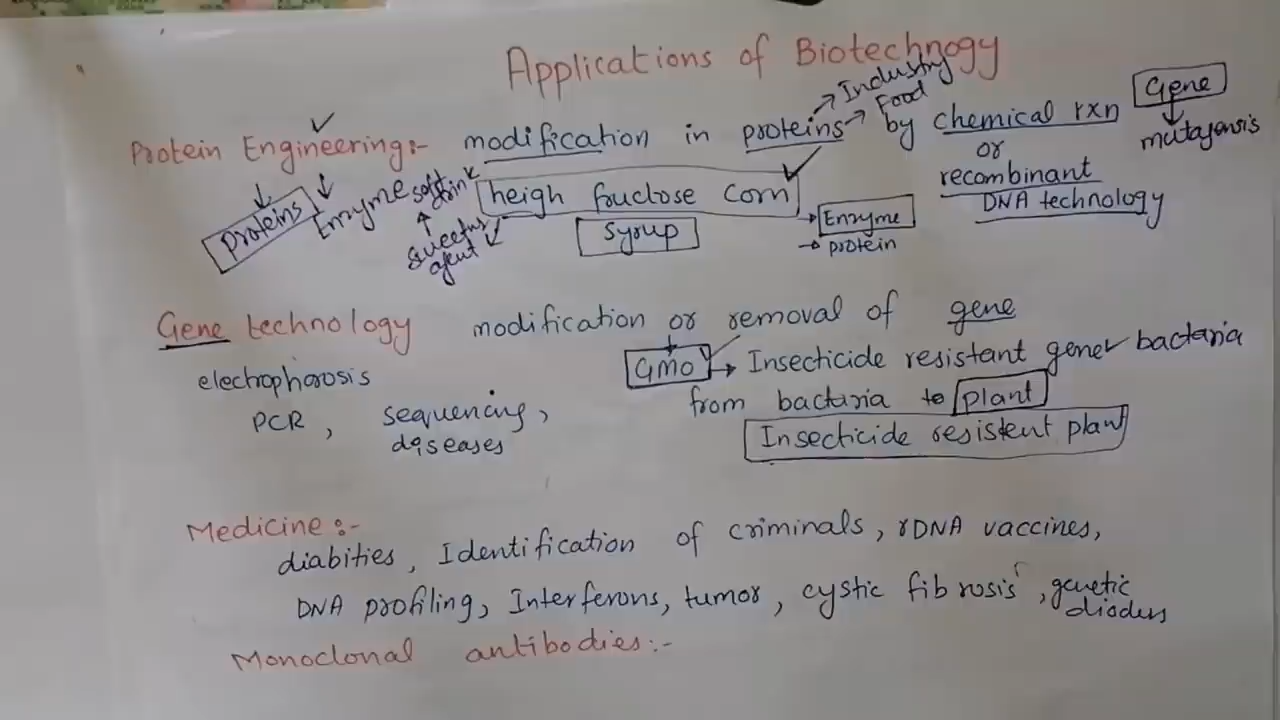 Applications of Biotechnogy
Protein Engineering:- modification in proteins → Industry → Food by chemical rxn
Gene
mutagensis
or
recombinant
DNA technology
Proteins Enzyme
soft drink
sweetng agent
heigh fructose corn
syrup
→ Enzyme
→ protein
Gene technology modification or removal of gene
electrophorosis
PCR, sequencing,
diseases
GMO → Insecticide resistant gene bacteria
from bacteria to plant
Insecticide resistent plant
Medicine:-
diabities, Identification of criminals, rDNA vaccines,
DNA profiling, Interferons, tumor, cystic fibrosis, genetic
Monoclonal antibodies:-